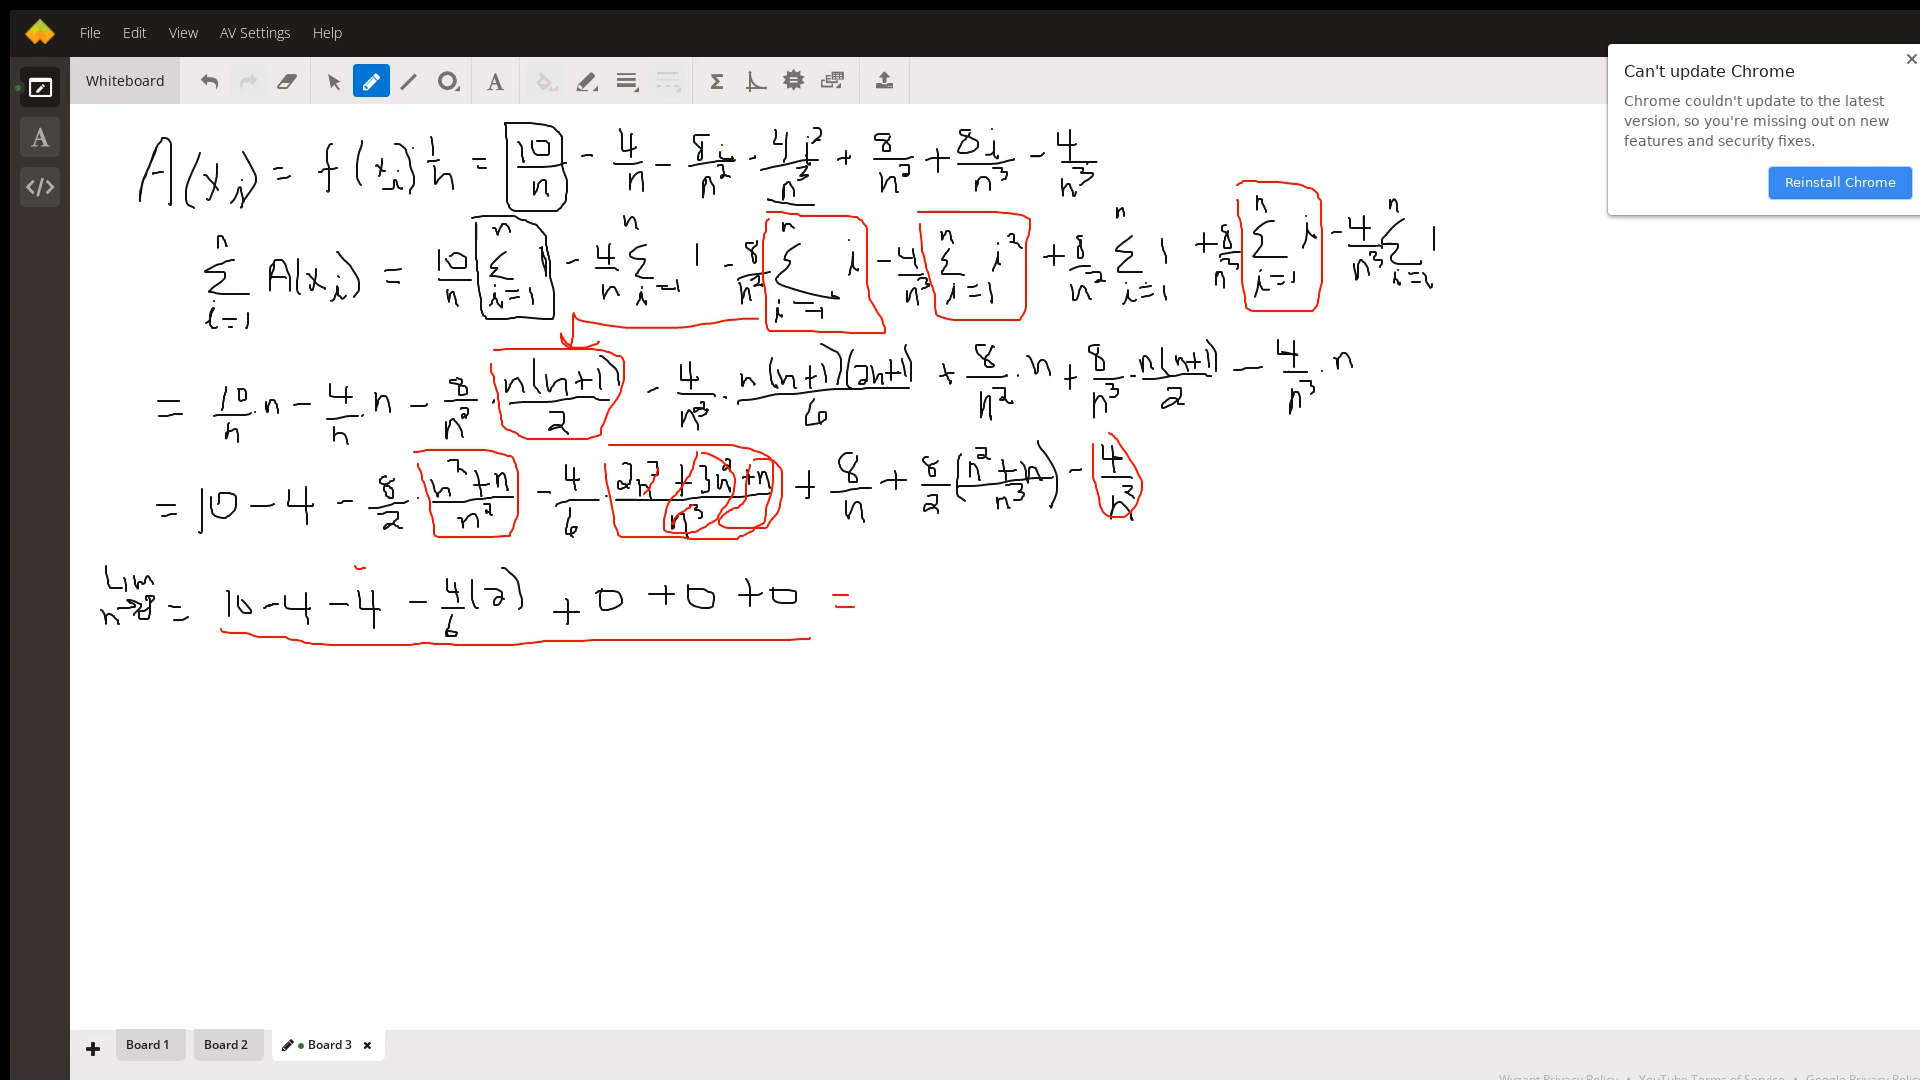 File Edit View AV Settings Help
Whiteboard
A
Σ
Can't update Chrome
Chrome couldn't update to the latest
version, so you're missing out on new
features and security fixes.
Reinstall Chrome
A(x_i) = f(x_i) 1/n = 10/n - 4/n - 8i/n² - 4i²/n³ + 8/n² + 8i/n³ - 4/n³
n Σ i=1 A(x_i) = 10/n n Σ i=1 1 - 4/n n Σ i=1 1 - 8/n² n Σ i=1 i - 4/n³ n Σ i=1 i² + 8/n² n Σ i=1 1 + 8/n³ n Σ i=1 i - 4/n³ n Σ i=1 1
= 10/n · n - 4/n · n - 8/n² · n(n+1)/2 - 4/n³ · n(n+1)(2n+1)/6 + 8/n² · n + 8/n³ · n(n+1)/2 - 4/n³ · n
= 10 - 4 - 8/2 · n²+n/n² - 4/6 · 2n³+3n²+n/n³ + 8/n + 8/2 (n²+n/n³) - 4/n³
Lim n→∞ = 10 - 4 - 4 - 4/6 (2) + 0 + 0 + 0 =
Board 1 Board 2 Board 3